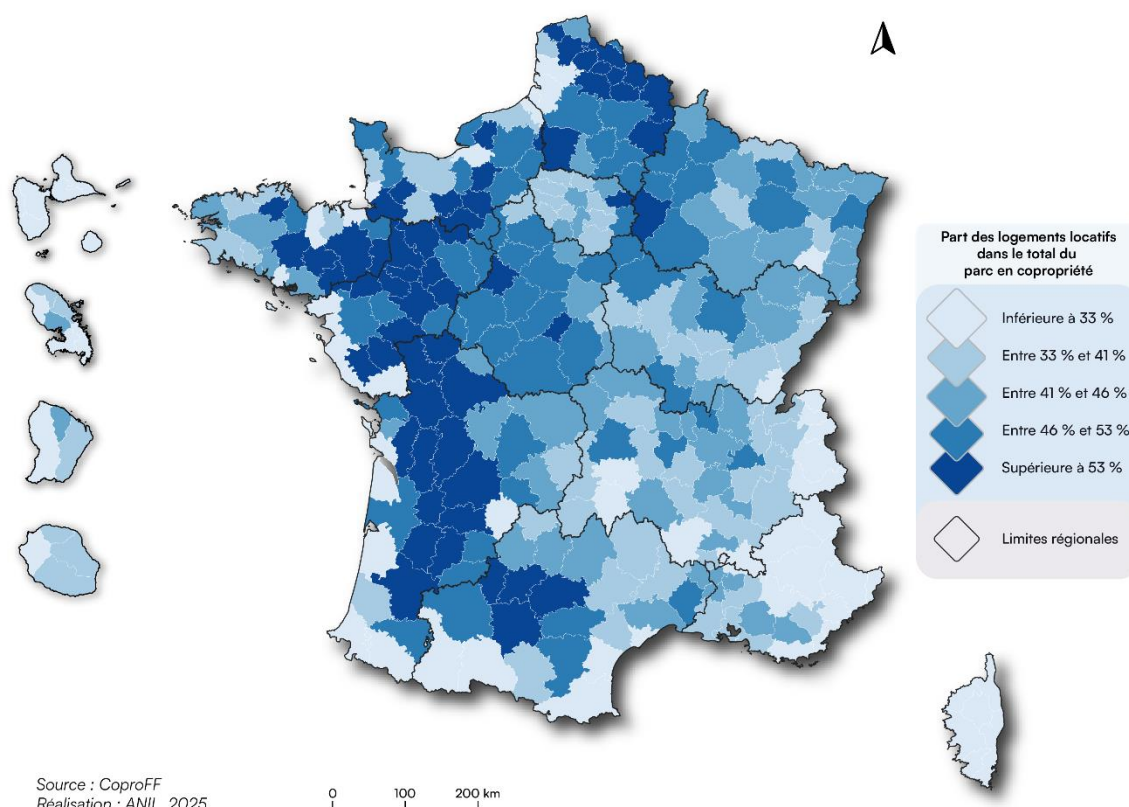 Part des logements locatifs
dans le total du
parc en copropriété
Inférieure à 33 %
Entre 33 % et 41 %
Entre 41 % et 46 %
Entre 46 % et 53 %
Supérieure à 53 %
Limites régionales
Source : CoproFF
Réalisation : ANIL, 2025
0 100 200 km